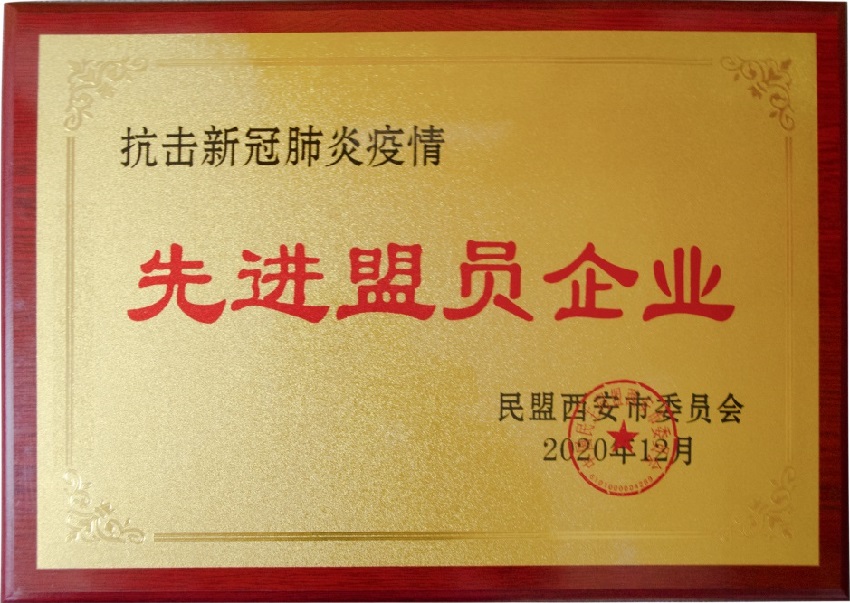 抗击新冠肺炎疫情
先进盟员企业
民盟西安市委员会
2020年12月